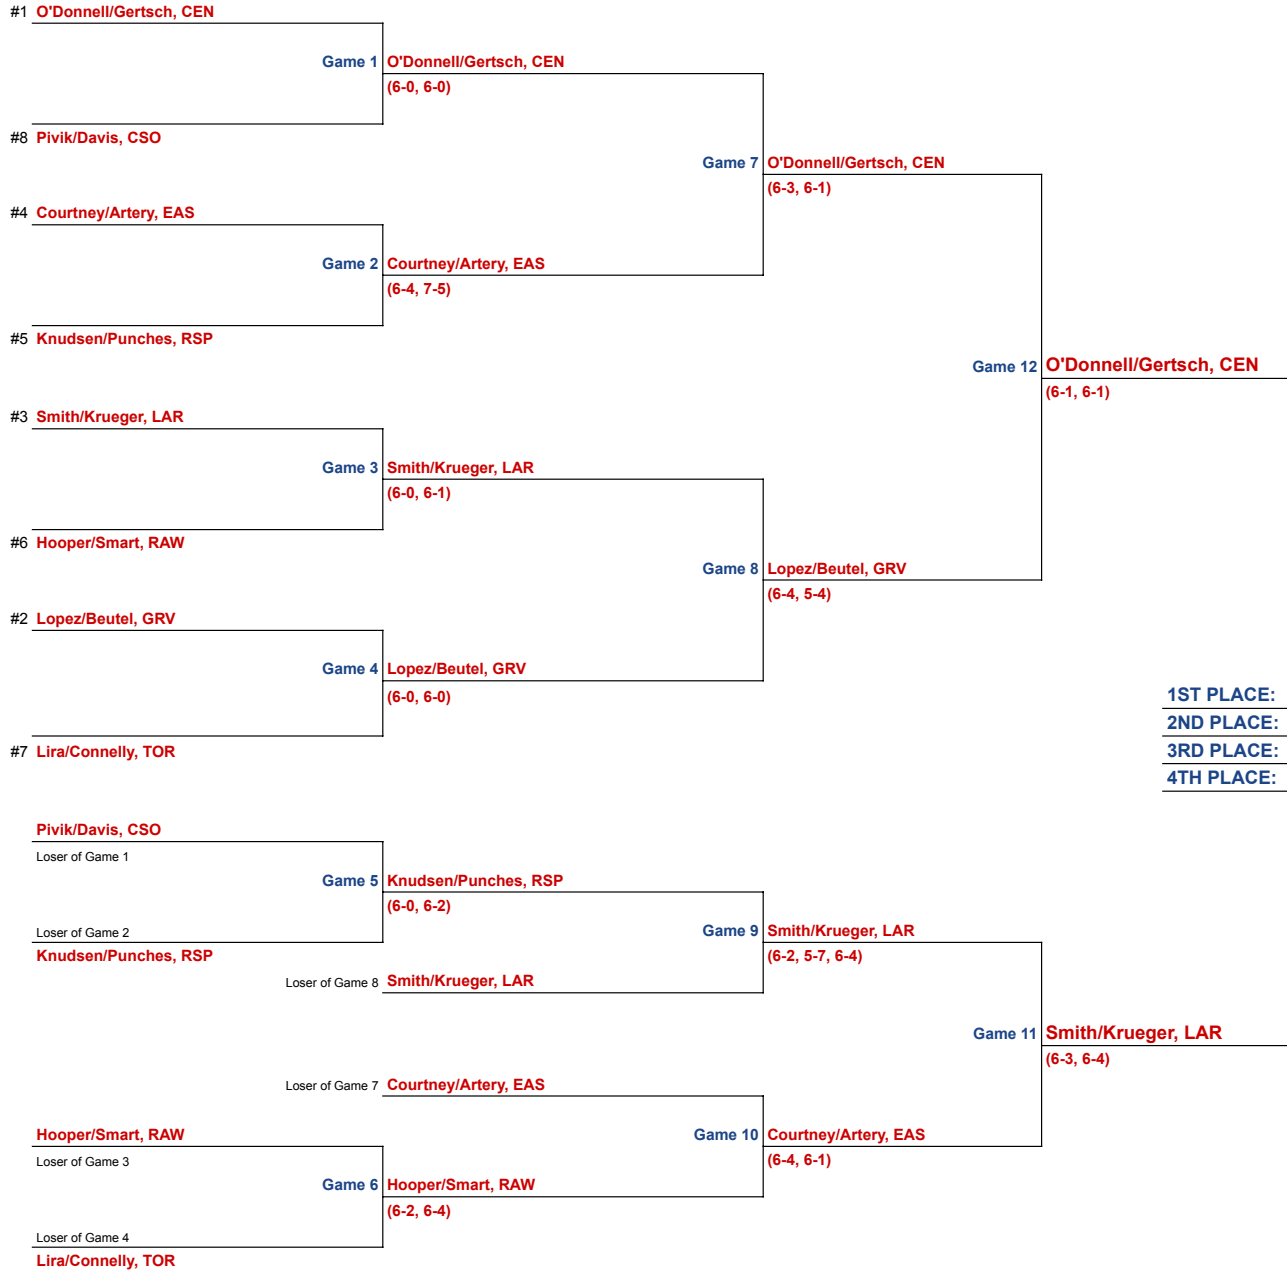 #1 O'Donnell/Gertsch, CEN
Game 1 O'Donnell/Gertsch, CEN
(6-0, 6-0)
#8 Pivik/Davis, CSO
Game 7 O'Donnell/Gertsch, CEN
(6-3, 6-1)
#4 Courtney/Artery, EAS
Game 2 Courtney/Artery, EAS
(6-4, 7-5)
#5 Knudsen/Punches, RSP
Game 12 O'Donnell/Gertsch, CEN
(6-1, 6-1)
#3 Smith/Krueger, LAR
Game 3 Smith/Krueger, LAR
(6-0, 6-1)
#6 Hooper/Smart, RAW
Game 8 Lopez/Beutel, GRV
(6-4, 5-4)
#2 Lopez/Beutel, GRV
Game 4 Lopez/Beutel, GRV
(6-0, 6-0)
#7 Lira/Connelly, TOR
1ST PLACE:
2ND PLACE:
3RD PLACE:
4TH PLACE:
Pivik/Davis, CSO
Loser of Game 1
Game 5 Knudsen/Punches, RSP
(6-0, 6-2)
Loser of Game 2
Knudsen/Punches, RSP
Game 9 Smith/Krueger, LAR
(6-2, 5-7, 6-4)
Loser of Game 8 Smith/Krueger, LAR
Game 11 Smith/Krueger, LAR
(6-3, 6-4)
Loser of Game 7 Courtney/Artery, EAS
Hooper/Smart, RAW
Game 10 Courtney/Artery, EAS
(6-4, 6-1)
Loser of Game 3
Game 6 Hooper/Smart, RAW
(6-2, 6-4)
Loser of Game 4
Lira/Connelly, TOR